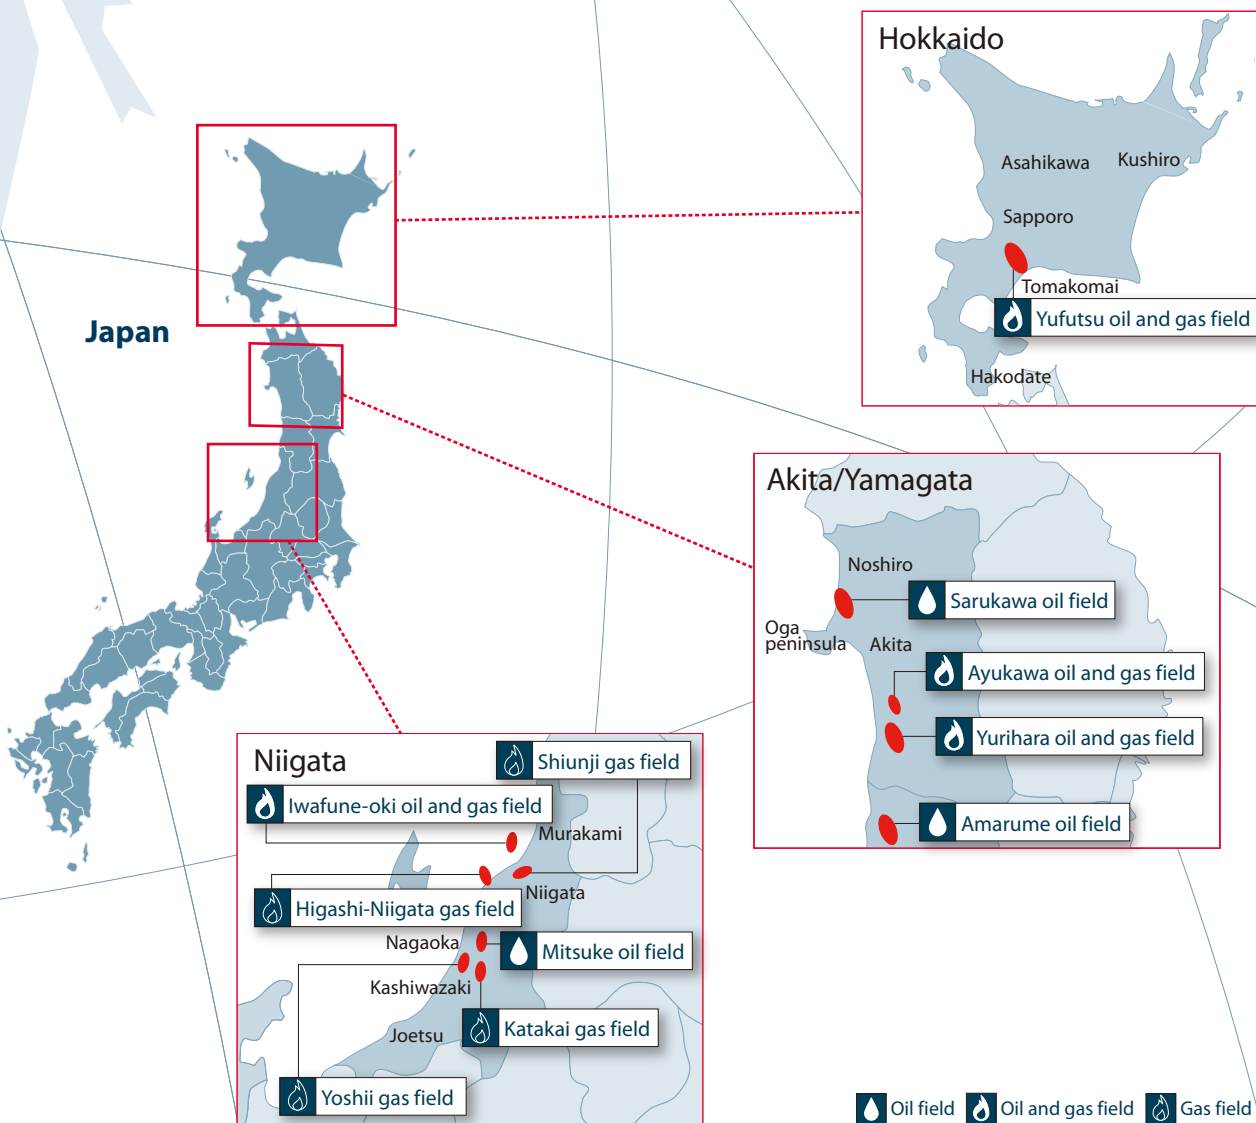 Japan
Hokkaido
Asahikawa
Kushiro
Sapporo
Tomakomai
Yufutsu oil and gas field
Hakodate
Akita/Yamagata
Noshiro
Sarukawa oil field
Oga
peninsula
Akita
Ayukawa oil and gas field
Yurihara oil and gas field
Amarume oil field
Niigata
Shiunji gas field
Iwafune-oki oil and gas field
Murakami
Niigata
Higashi-Niigata gas field
Nagaoka
Mitsuke oil field
Kashiwazaki
Katakai gas field
Joetsu
Yoshii gas field
Oil field
Oil and gas field
Gas field